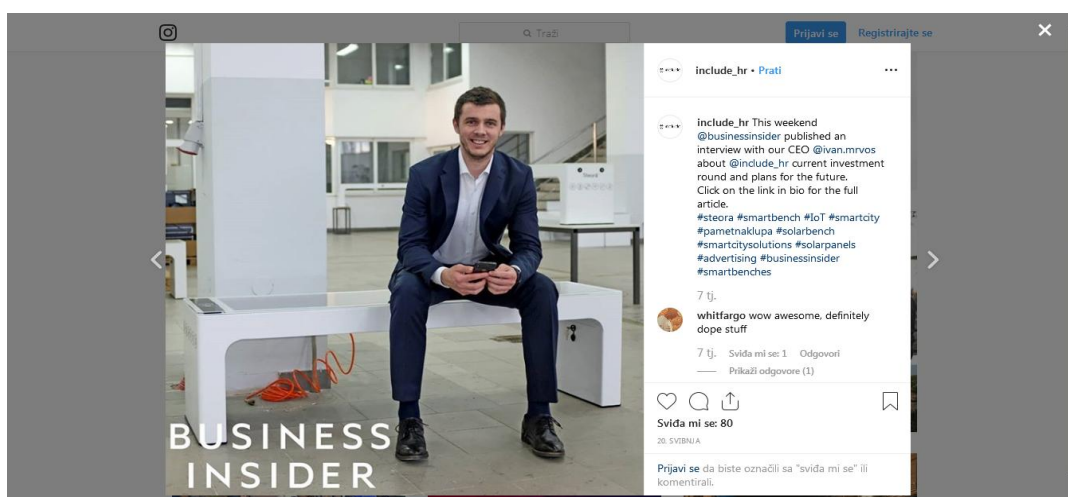 Traži
Prijavi se
Registrirajte se
include_hr • Prati
include_hr This weekend
@businessinsider published an
interview with our CEO @ivan.mrvos
about @include_hr current investment
round and plans for the future.
Click on the link in bio for the full
article.
#steora #smartbench #IoT #smartcity
#pametnaklupa #solarbench
#smartcitysolutions #solarpanels
#advertising #businessinsider
#smartbenches
7 tj.
whitfargo wow awesome, definitely
dope stuff
7 tj. Sviđa mi se: 1 Odgovori
Prikaži odgovore (1)
Sviđa mi se: 80
20. SVIBNJA
Prijavi se da biste označili sa "sviđa mi se" ili
komentirali.
BUSINESS
INSIDER